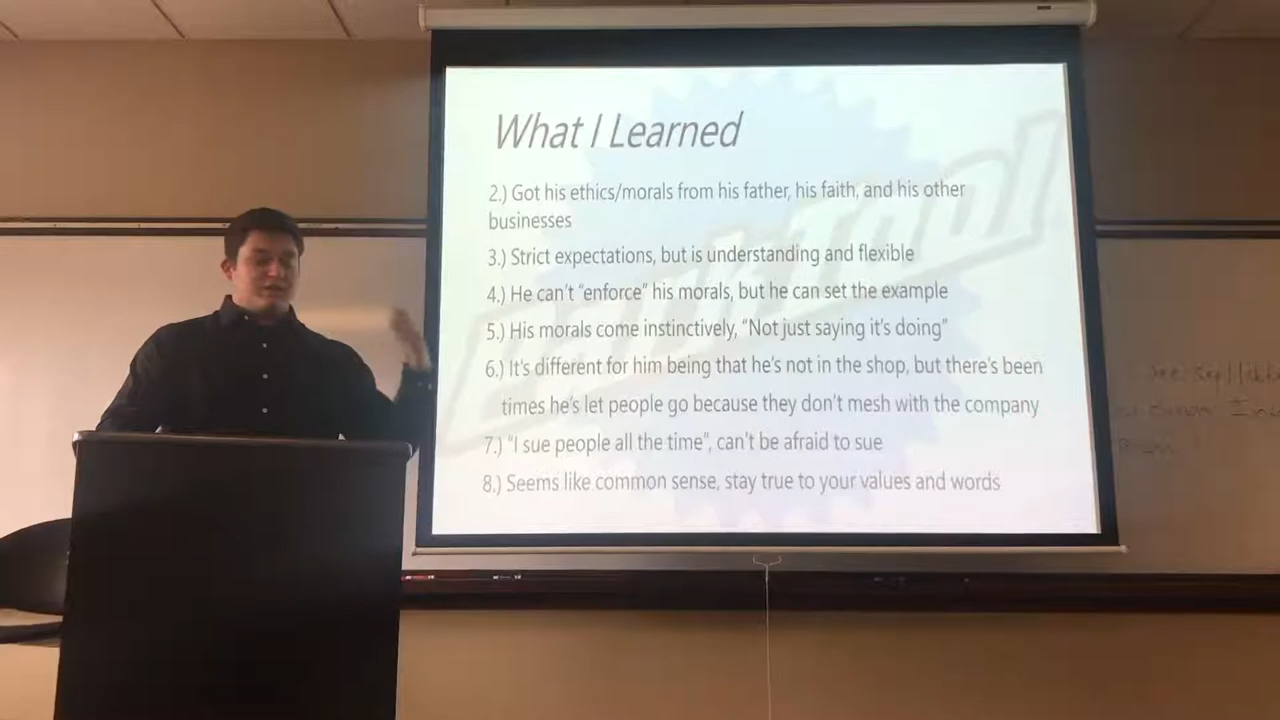 What I Learned
2.) Got his ethics/morals from his father, his faith, and his other
businesses
3.) Strict expectations, but is understanding and flexible
4.) He can't "enforce" his morals, but he can set the example
5.) His morals come instinctively, "Not just saying it's doing"
6.) It's different for him being that he's not in the shop, but there's been
times he's let people go because they don't mesh with the company
7.) "I sue people all the time", can't be afraid to sue
8.) Seems like common sense, stay true to your values and words